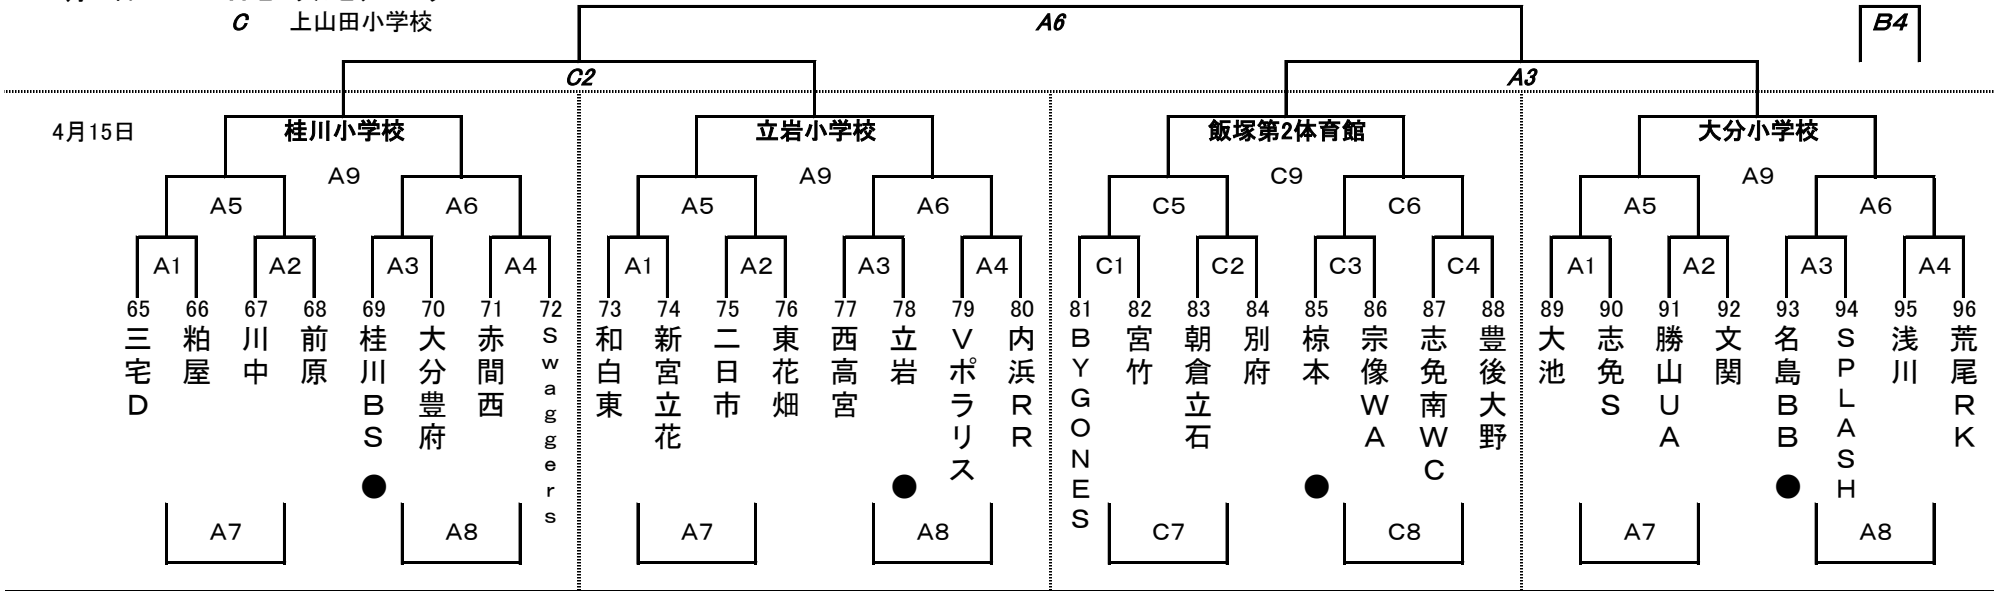 C 上山田小学校
A6
B4
C2
A3
4月15日
桂川小学校
立岩小学校
飯塚第2体育館
大分小学校
A9
A9
C9
A9
A5
A6
A5
A6
C5
C6
A5
A6
A1
A2
A3
A4
A1
A2
A3
A4
C1
C2
C3
C4
A1
A2
A3
A4
65
三宅D
66
粕屋
67
川中
68
前原
69
桂川BS
●
70
大分豊府
71
赤間西
72
Swaggers
73
和白東
74
新宮立花
75
二日市
76
東花畑
77
西高宮
78
立岩
●
79
Vポラリス
80
内浜RR
81
BYGONES
82
宮竹
83
朝倉立石
84
別府
85
椋本
●
86
宗像WA
87
志免南WC
88
豊後大野
89
大池
90
志免S
91
勝山UA
92
文関
93
名島BB
●
94
SPLASH
95
浅川
96
荒尾RK
A7
A8
A7
A8
C7
C8
A7
A8